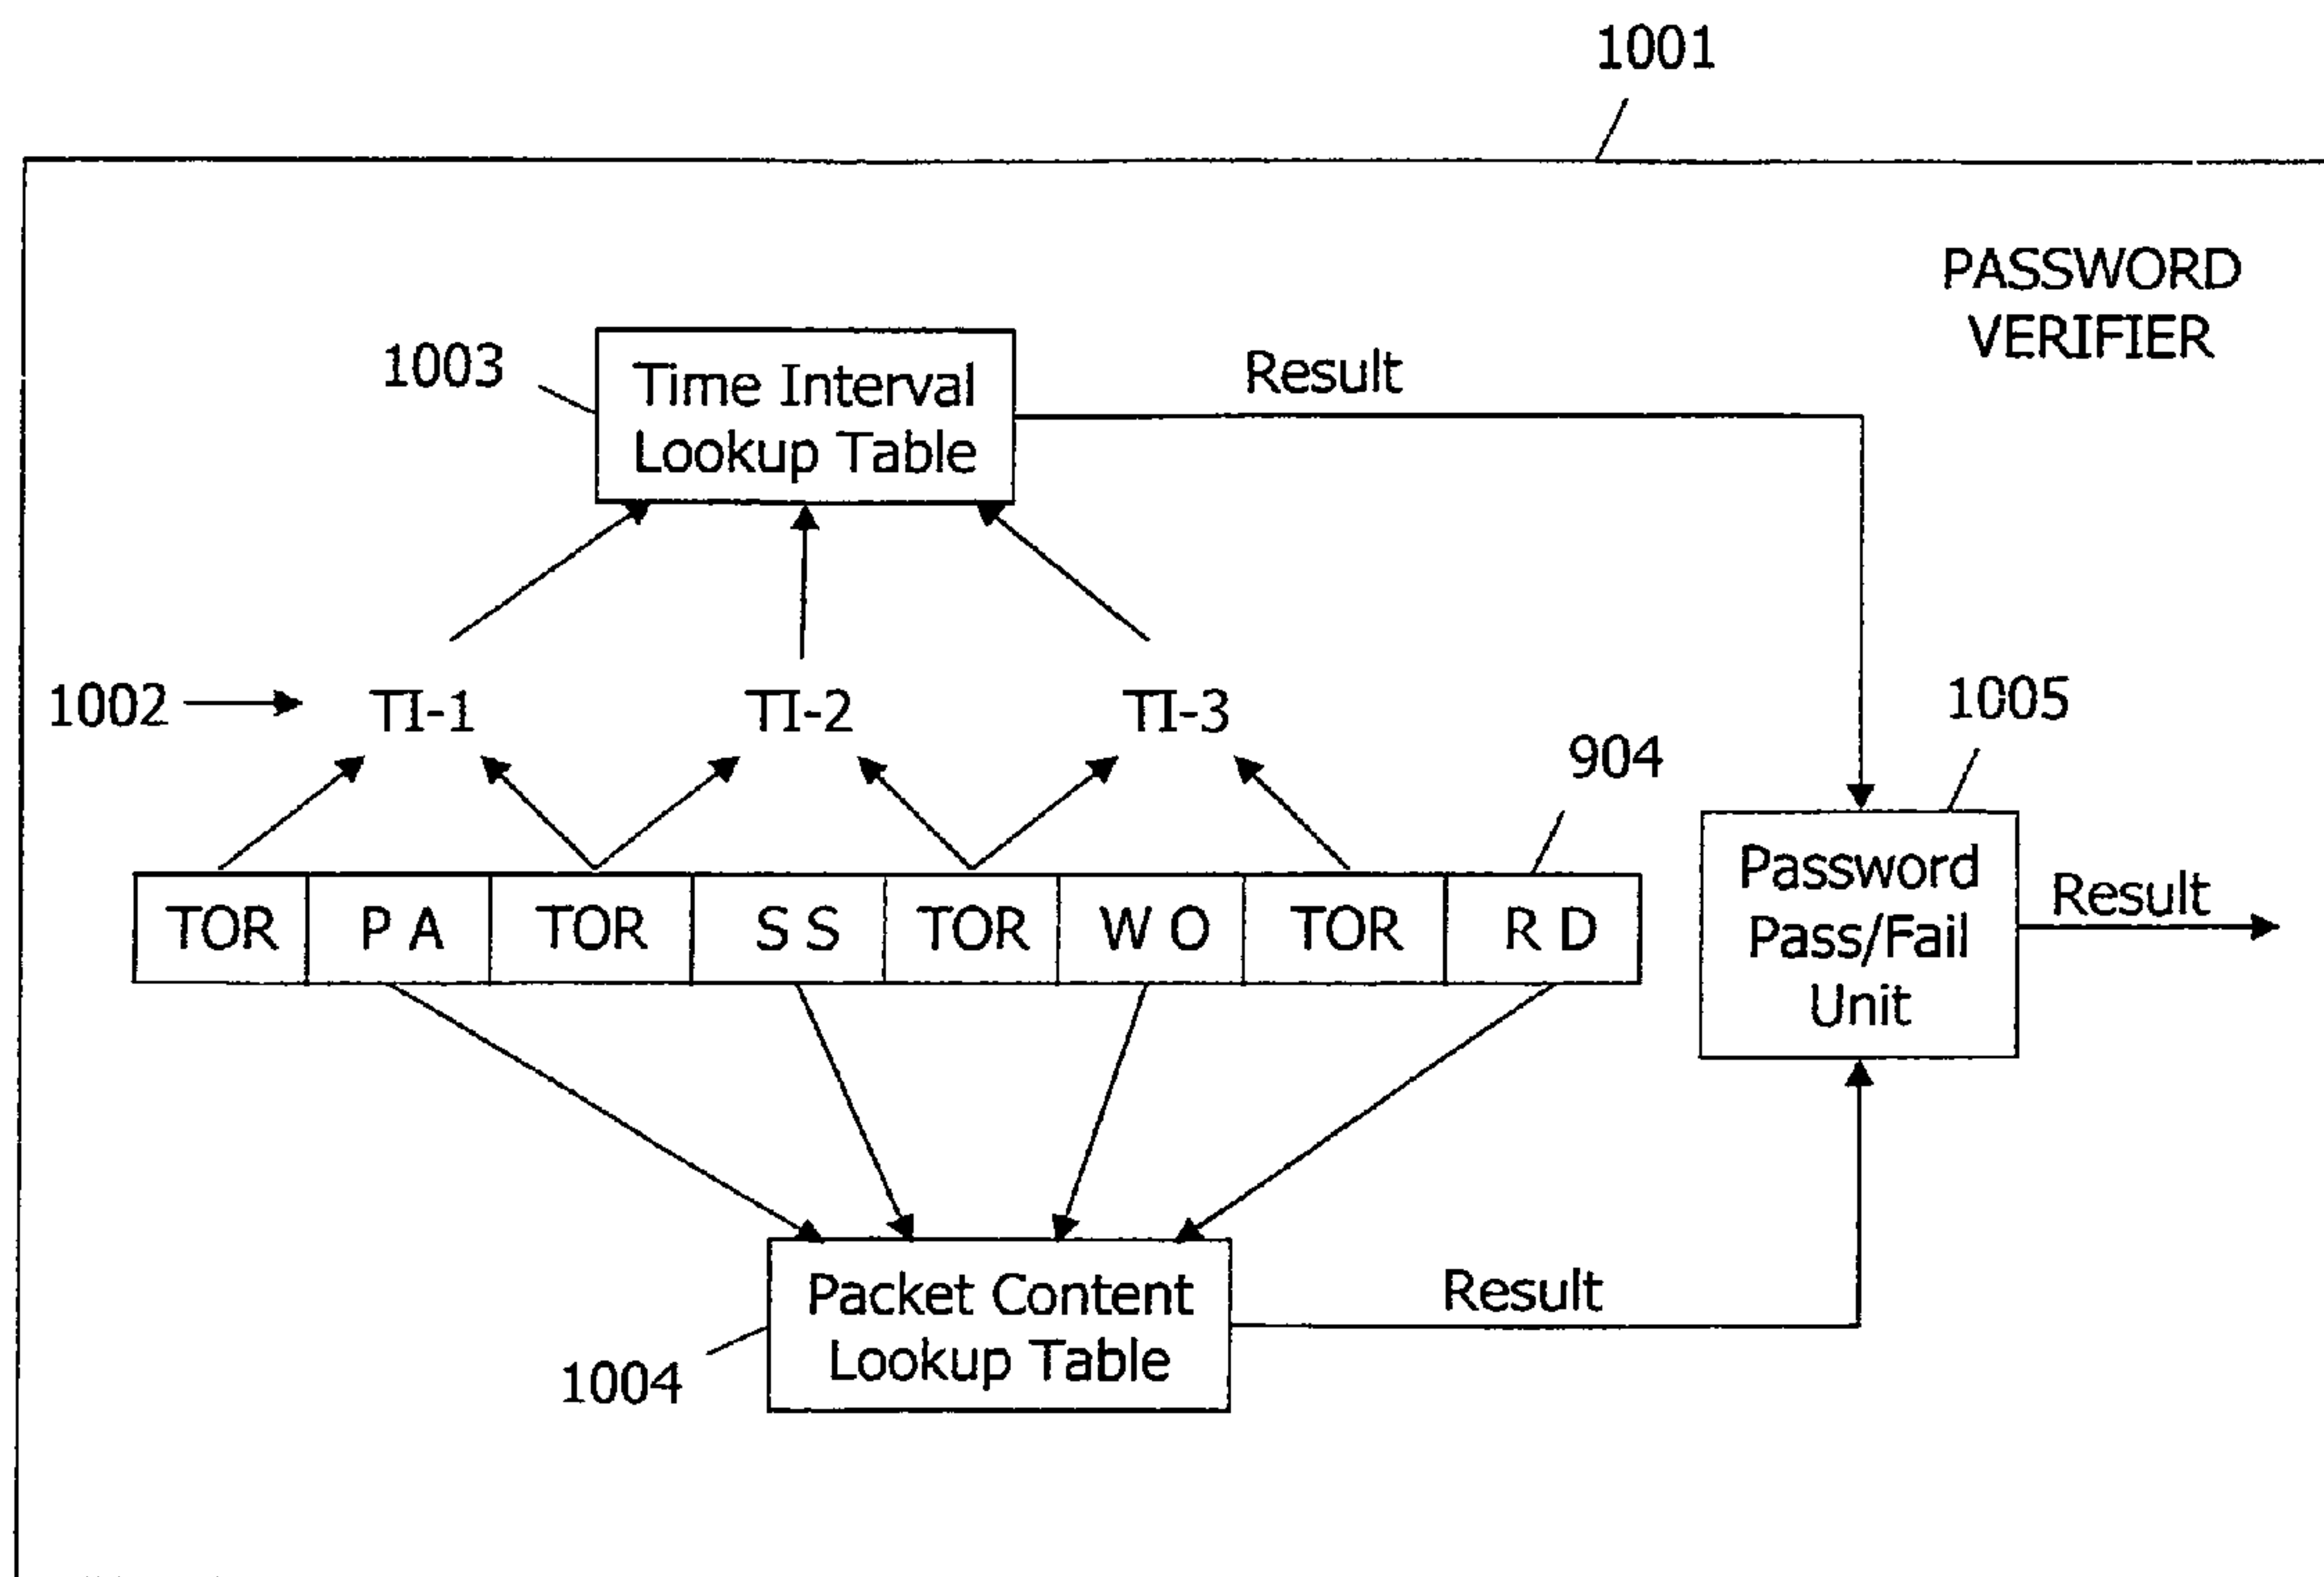 1001
PASSWORD
VERIFIER
1003
Time Interval
Lookup Table
Result
1002
TI-1
TI-2
TI-3
1005
904
TOR P A TOR S S TOR W O TOR R D
Password
Pass/Fail
Unit
Result
Packet Content
Lookup Table
Result
1004